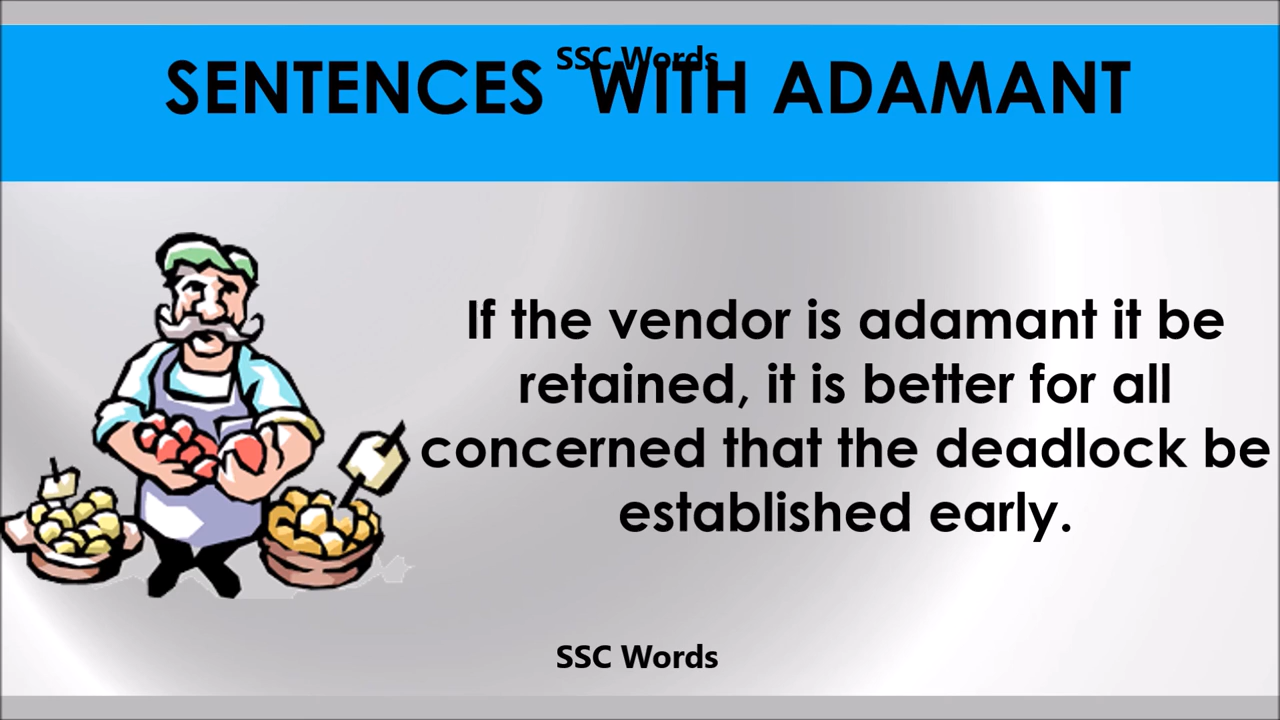 SSC Words
SENTENCES WITH ADAMANT
If the vendor is adamant it be
retained, it is better for all
concerned that the deadlock be
established early.
SSC Words